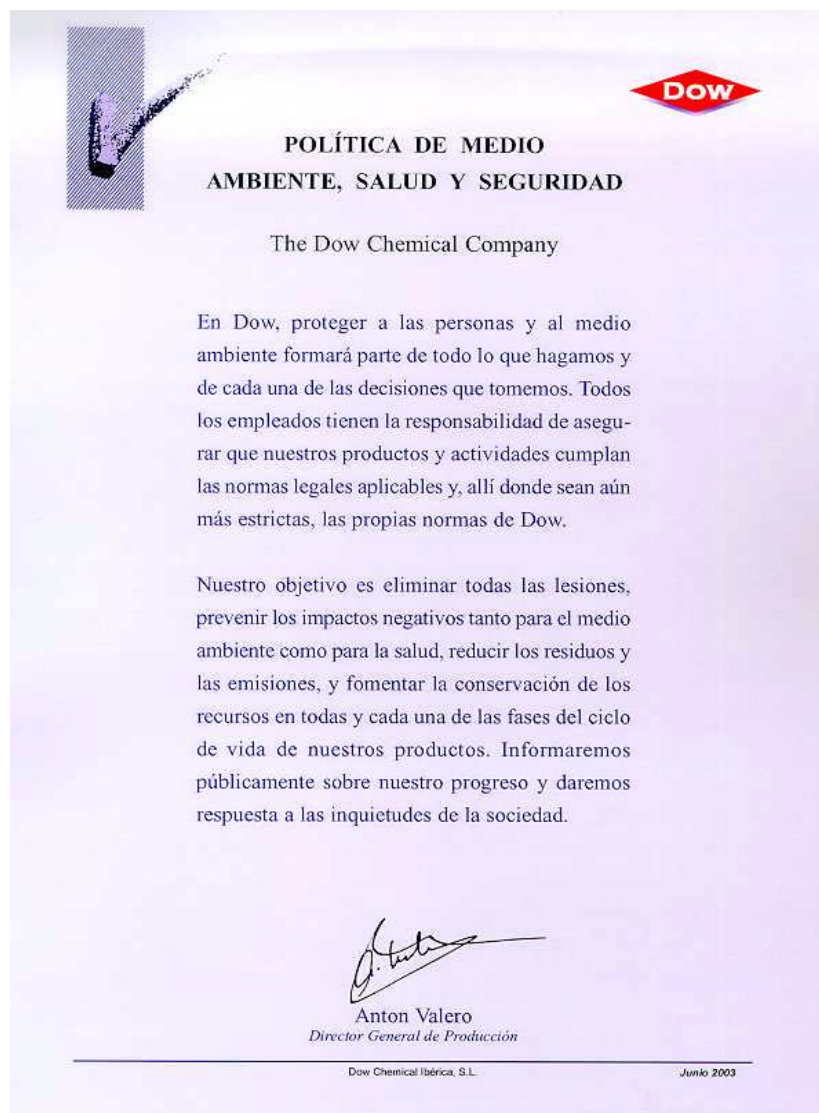 Dow
POLÍTICA DE MEDIO
AMBIENTE, SALUD Y SEGURIDAD
The Dow Chemical Company
En Dow, proteger a las personas y al medio
ambiente formará parte de todo lo que hagamos y
de cada una de las decisiones que tomemos. Todos
los empleados tienen la responsabilidad de asegu-
rar que nuestros productos y actividades cumplan
las normas legales aplicables y, allí donde sean aún
más estrictas, las propias normas de Dow.
Nuestro objetivo es eliminar todas las lesiones,
prevenir los impactos negativos tanto para el medio
ambiente como para la salud, reducir los residuos y
las emisiones, y fomentar la conservación de los
recursos en todas y cada una de las fases del ciclo
de vida de nuestros productos. Informaremos
públicamente sobre nuestro progreso y daremos
respuesta a las inquietudes de la sociedad.
Anton Valero
Director General de Producción
Dow Chemical Ibérica, S.L.
Junio 2003